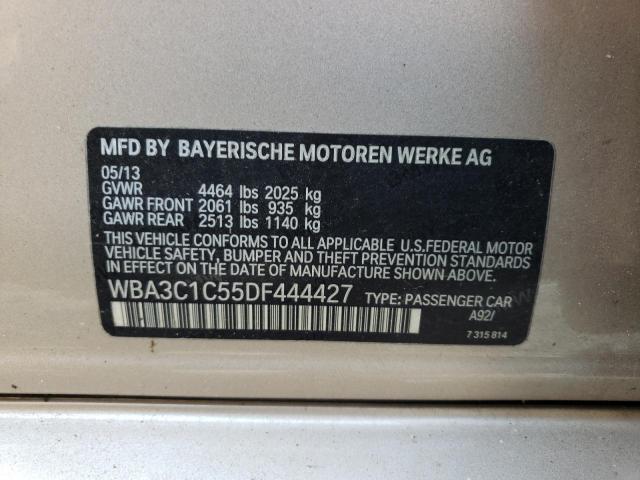 MFD BY BAYERISCHE MOTOREN WERKE AG
05/13
GVWR 4464 lbs 2025 kg
GAWR FRONT 2061 lbs 935 kg
GAWR REAR 2513 lbs 1140 kg
THIS VEHICLE CONFORMS TO ALL APPLICABLE U.S. FEDERAL MOTOR
VEHICLE SAFETY, BUMPER AND THEFT PREVENTION STANDARDS
IN EFFECT ON THE DATE OF MANUFACTURE SHOWN ABOVE.
WBA3C1C55DF444427 TYPE: PASSENGER CAR
A92/
7 315 814